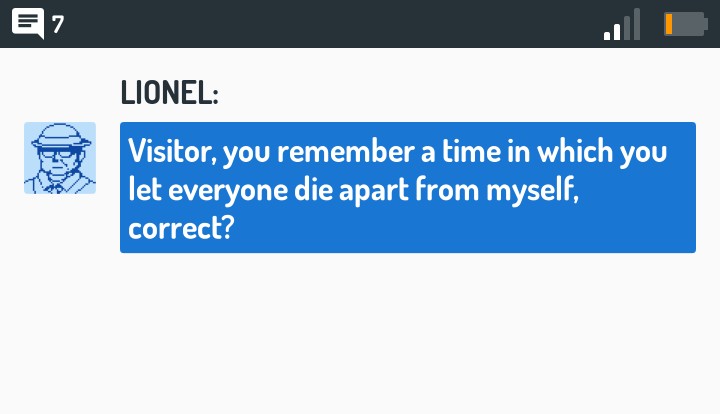 7
LIONEL:
Visitor, you remember a time in which you
let everyone die apart from myself,
correct?